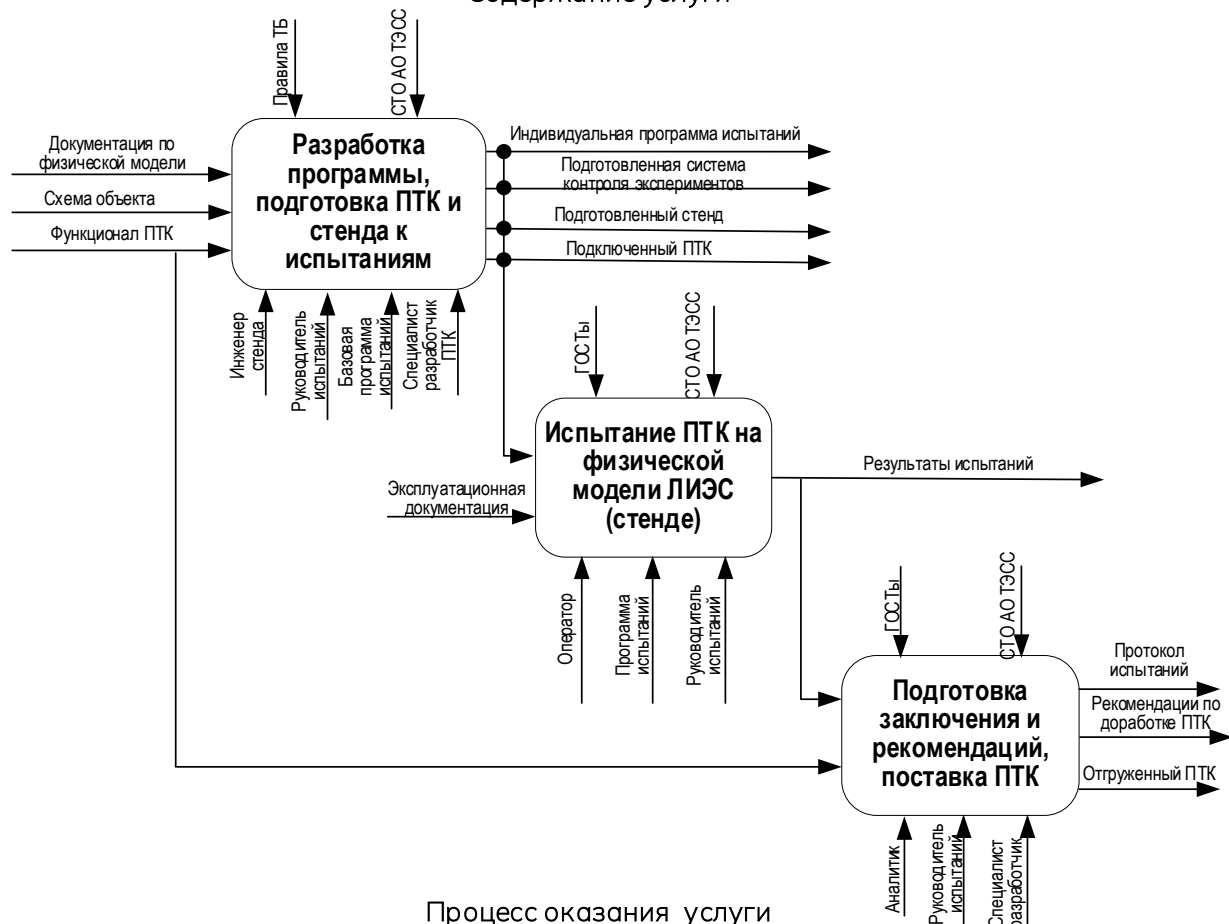 Содержание услуги
Правила ТБ
СТО АО ТЭСС
Документация по
физической модели
Схема объекта
Функционал ПТК
Разработка
программы,
подготовка ПТК и
стенда к
испытаниям
Индивидуальная программа испытаний
Подготовленная система
контроля экспериментов
Подготовленный стенд
Подключенный ПТК
Инженер
стенда
Руководитель
испытаний
Базовая
программа
испытаний
Специалист
разработчик
ПТК
ГОСТы
СТО АО ТЭСС
Эксплуатационная
документация
Испытание ПТК на
физической
модели ЛИЭС
(стенде)
Результаты испытаний
Оператор
Программа
испытаний
Руководитель
испытаний
ГОСТы
СТО АО ТЭСС
Подготовка
заключения и
рекомендаций,
поставка ПТК
Протокол
испытаний
Рекомендации по
доработке ПТК
Отгруженный ПТК
Аналитик
Руководитель
испытаний
Специалист
разработчик
Процесс оказания услуги